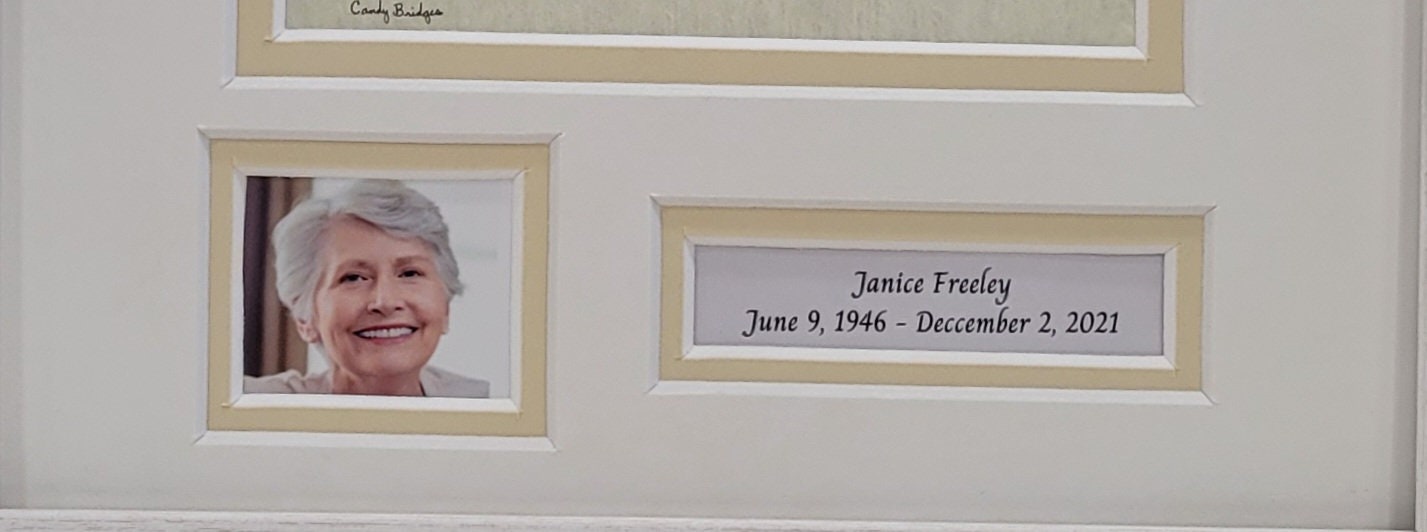 Candy Bridges
Janice Freeley
June 9, 1946 - Deccember 2, 2021